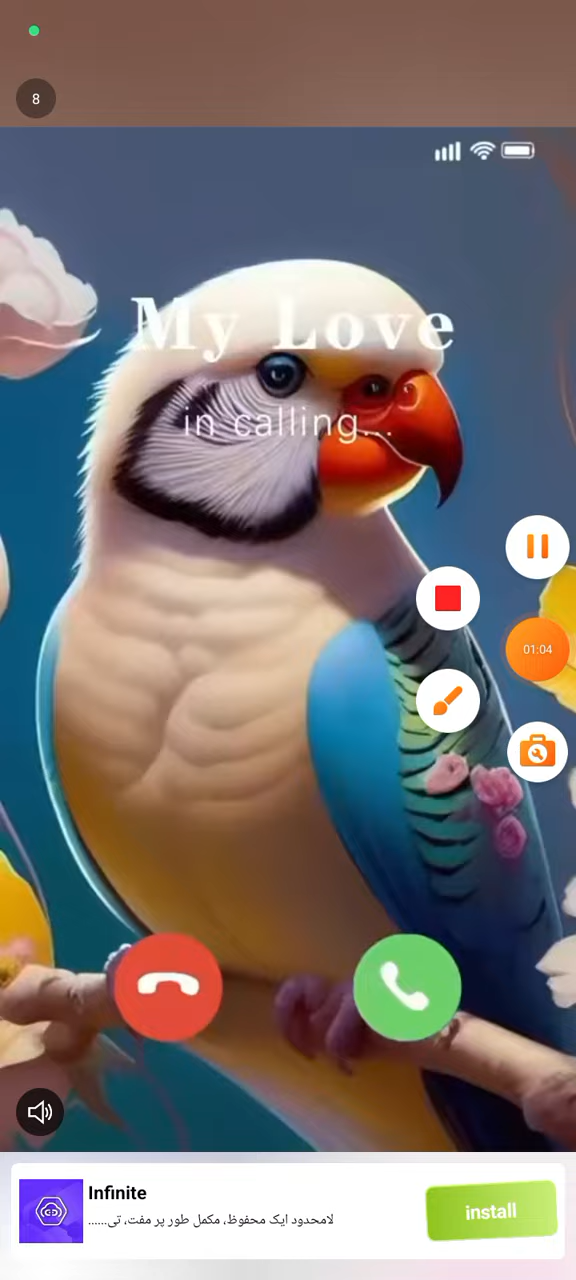 8
My Love
in calling...
01:04
Infinite
لامحدود ایک محفوظ، مکمل طور پر مفت، تی......
install